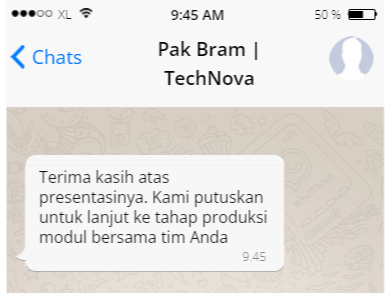 XL 9:45 AM 50 %
Chats
Pak Bram |
TechNova
Terima kasih atas
presentasinya. Kami putuskan
untuk lanjut ke tahap produksi
modul bersama tim Anda
9.45